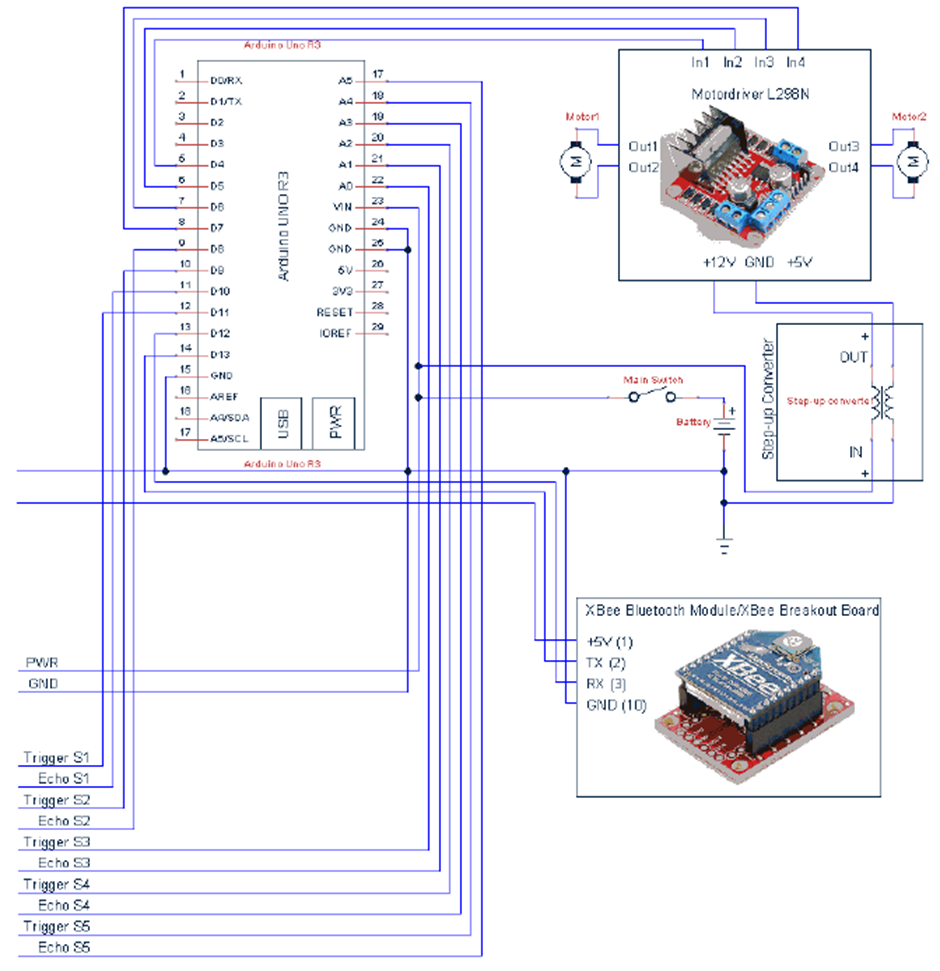 Arduino Uno R3
1 D0/RX
2 D1/TX
3 D2
4 D3
5 D4
6 D5
7 D6
8 D7
9 D8
10 D9
11 D10
12 D11
13 D12
14 D13
15 GND
16 AREF
18 A4/SDA
17 A5/SCL
Arduino UNOR3
A5 17
A4 18
A3 19
A2 20
A1 21
A0 22
VIN 23
GND 24
GND 25
5V 26
3V3 27
RESET 28
IOREF 29
USB
PWR
Arduino Uno R3
In1 In2 In3 In4
Motordriver L298N
Motor1
M
Out1
Out2
Motor2
M
Out3
Out4
+12V GND +5V
Main Switch
Battery
+
Step-up Converter
+
OUT
Step-up converter
IN
+
XBee Bluetooth Module/XBee Breakout Board
+5V (1)
TX (2)
RX (3)
GND (10)
XBee
PWR
GND
Trigger S1
Echo S1
Trigger S2
Echo S2
Trigger S3
Echo S3
Trigger S4
Echo S4
Trigger S5
Echo S5